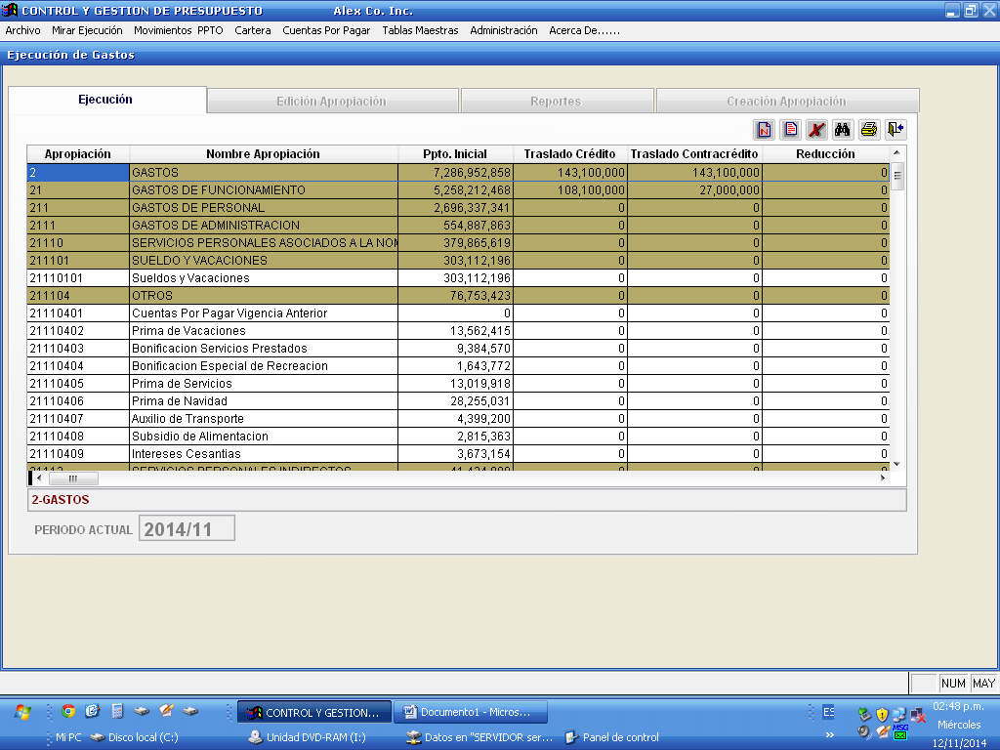 CONTROL Y GESTION DE PRESUPUESTO Alex Co. Inc.
Archivo Mirar Ejecución Movimientos PPTO Cartera Cuentas Por Pagar Tablas Maestras Administración Acerca De......
Ejecución de Gastos
Ejecución Edición Apropiación Reportes Creación Apropiación
Apropiación Nombre Apropiación Ppto. Inicial Traslado Crédito Traslado Contracrédito Reducción
2 GASTOS 7,286,952,858 143,100,000 143,100,000 0
21 GASTOS DE FUNCIONAMIENTO 5,258,212,468 108,100,000 27,000,000 0
211 GASTOS DE PERSONAL 2,696,337,341 0 0 0
2111 GASTOS DE ADMINISTRACION 554,887,863 0 0 0
21110 SERVICIOS PERSONALES ASOCIADOS A LA NOM 379,865,619 0 0 0
211101 SUELDO Y VACACIONES 303,112,196 0 0 0
21110101 Sueldos y Vacaciones 303,112,196 0 0 0
211104 OTROS 76,753,423 0 0 0
21110401 Cuentas Por Pagar Vigencia Anterior 0 0 0 0
21110402 Prima de Vacaciones 13,562,415 0 0 0
21110403 Bonificacion Servicios Prestados 9,384,570 0 0 0
21110404 Bonificacion Especial de Recreacion 1,643,772 0 0 0
21110405 Prima de Servicios 13,019,918 0 0 0
21110406 Prima de Navidad 28,255,031 0 0 0
21110407 Auxilio de Transporte 4,399,200 0 0 0
21110408 Subsidio de Alimentacion 2,815,363 0 0 0
21110409 Intereses Cesantias 3,673,154 0 0 0
SERVICIOS PERSONALES INDIRECTOS
2-GASTOS
PERIODO ACTUAL 2014/11
NUM MAY
CONTROL Y GESTION... Documento1 - Micros... ES 02:48 p.m.
Miércoles
MSG
Mi PC Disco local (C:) Unidad DVD-RAM (I:) Datos en "SERVIDOR ser... Panel de control » 12/11/2014